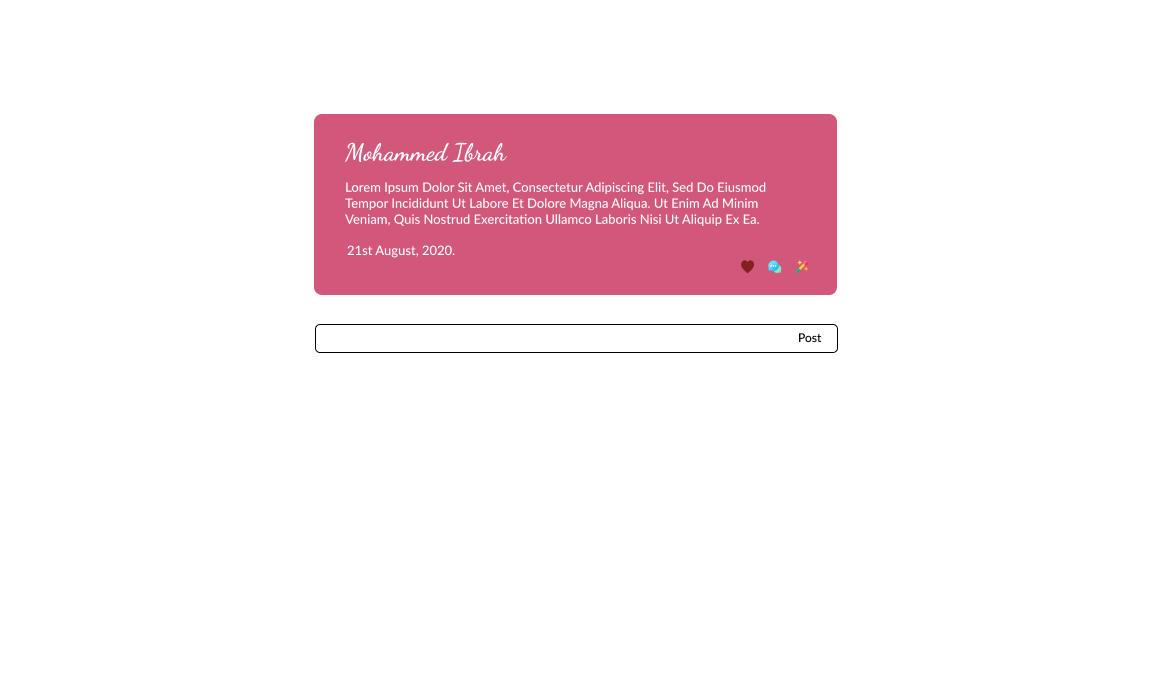 Mohammed Ibrah
Lorem Ipsum Dolor Sit Amet, Consectetur Adipiscing Elit, Sed Do Eiusmod
Tempor Incididunt Ut Labore Et Dolore Magna Aliqua. Ut Enim Ad Minim
Veniam, Quis Nostrud Exercitation Ullamco Laboris Nisi Ut Aliquip Ex Ea.
21st August, 2020.
Post